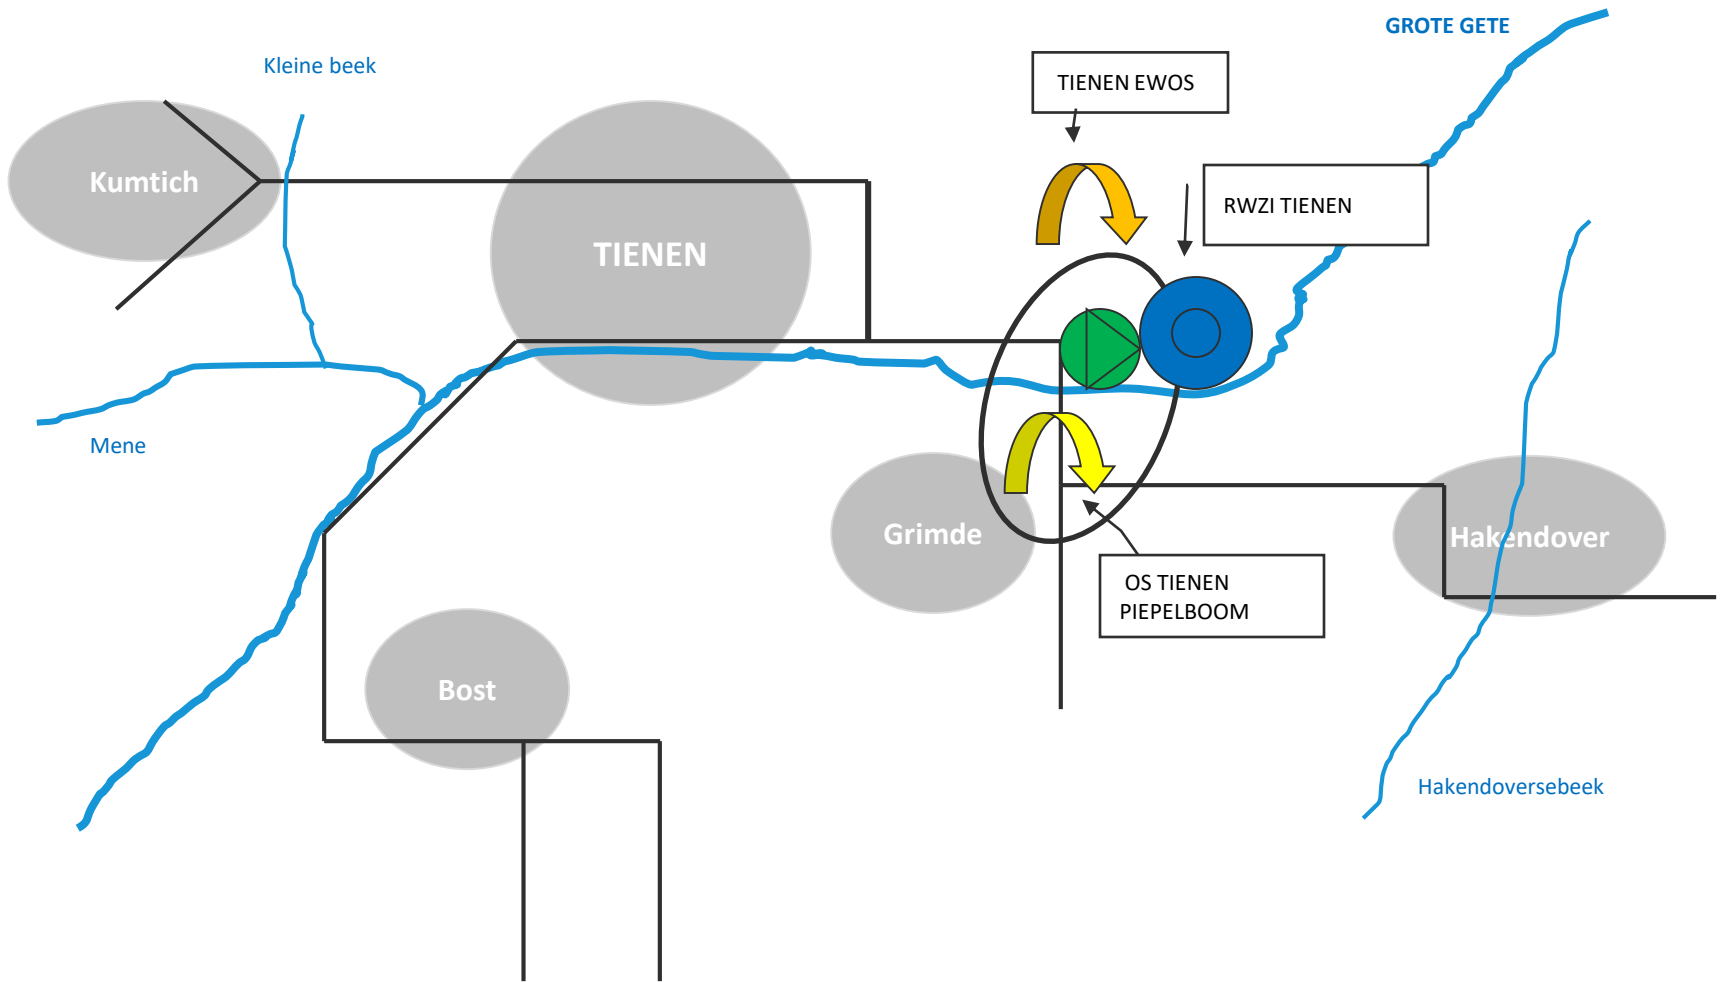 GROTE GETE
Kleine beek
TIENEN EWOS
Kumtich
RWZI TIENEN
TIENEN
Mene
Grimde
Hakendover
OS TIENEN
PIEPELBOOM
Bost
Hakendoversebeek